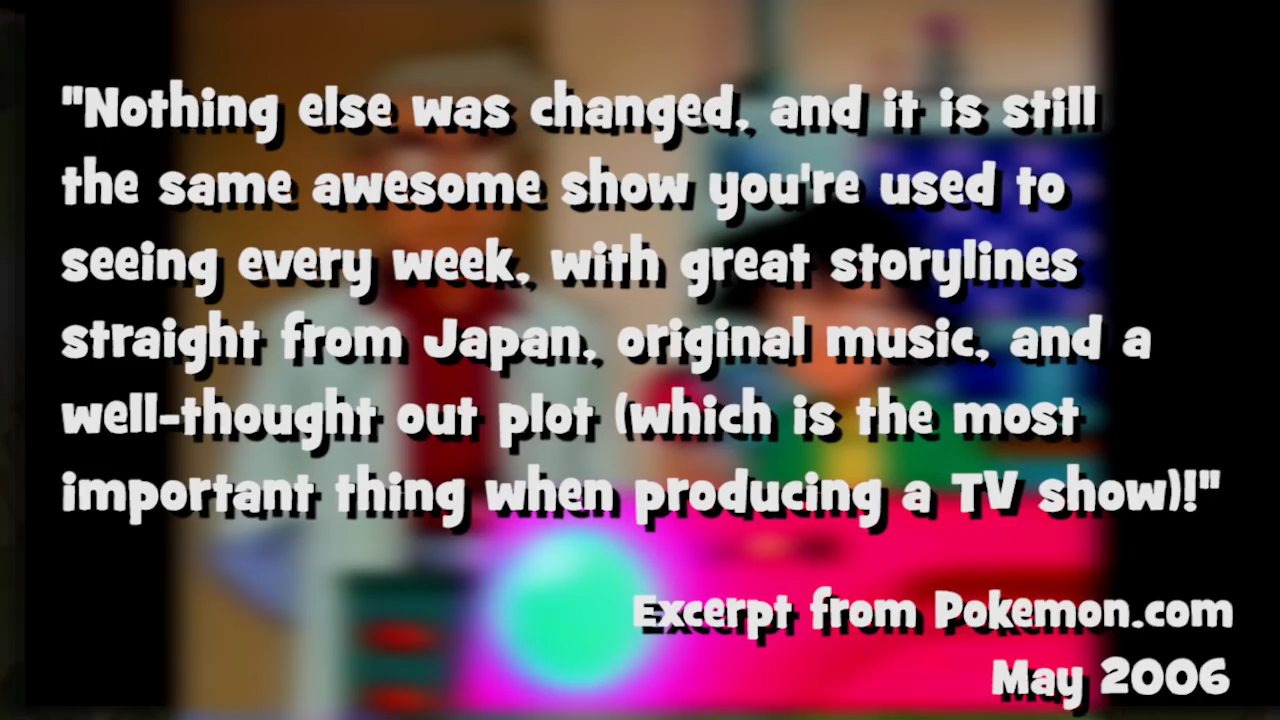 "Nothing else was changed, and it is still
the same awesome show you're used to
seeing every week, with great storylines
straight from Japan, original music, and a
well-thought out plot (which is the most
important thing when producing a TV show)!"
Excerpt from Pokemon.com
May 2006